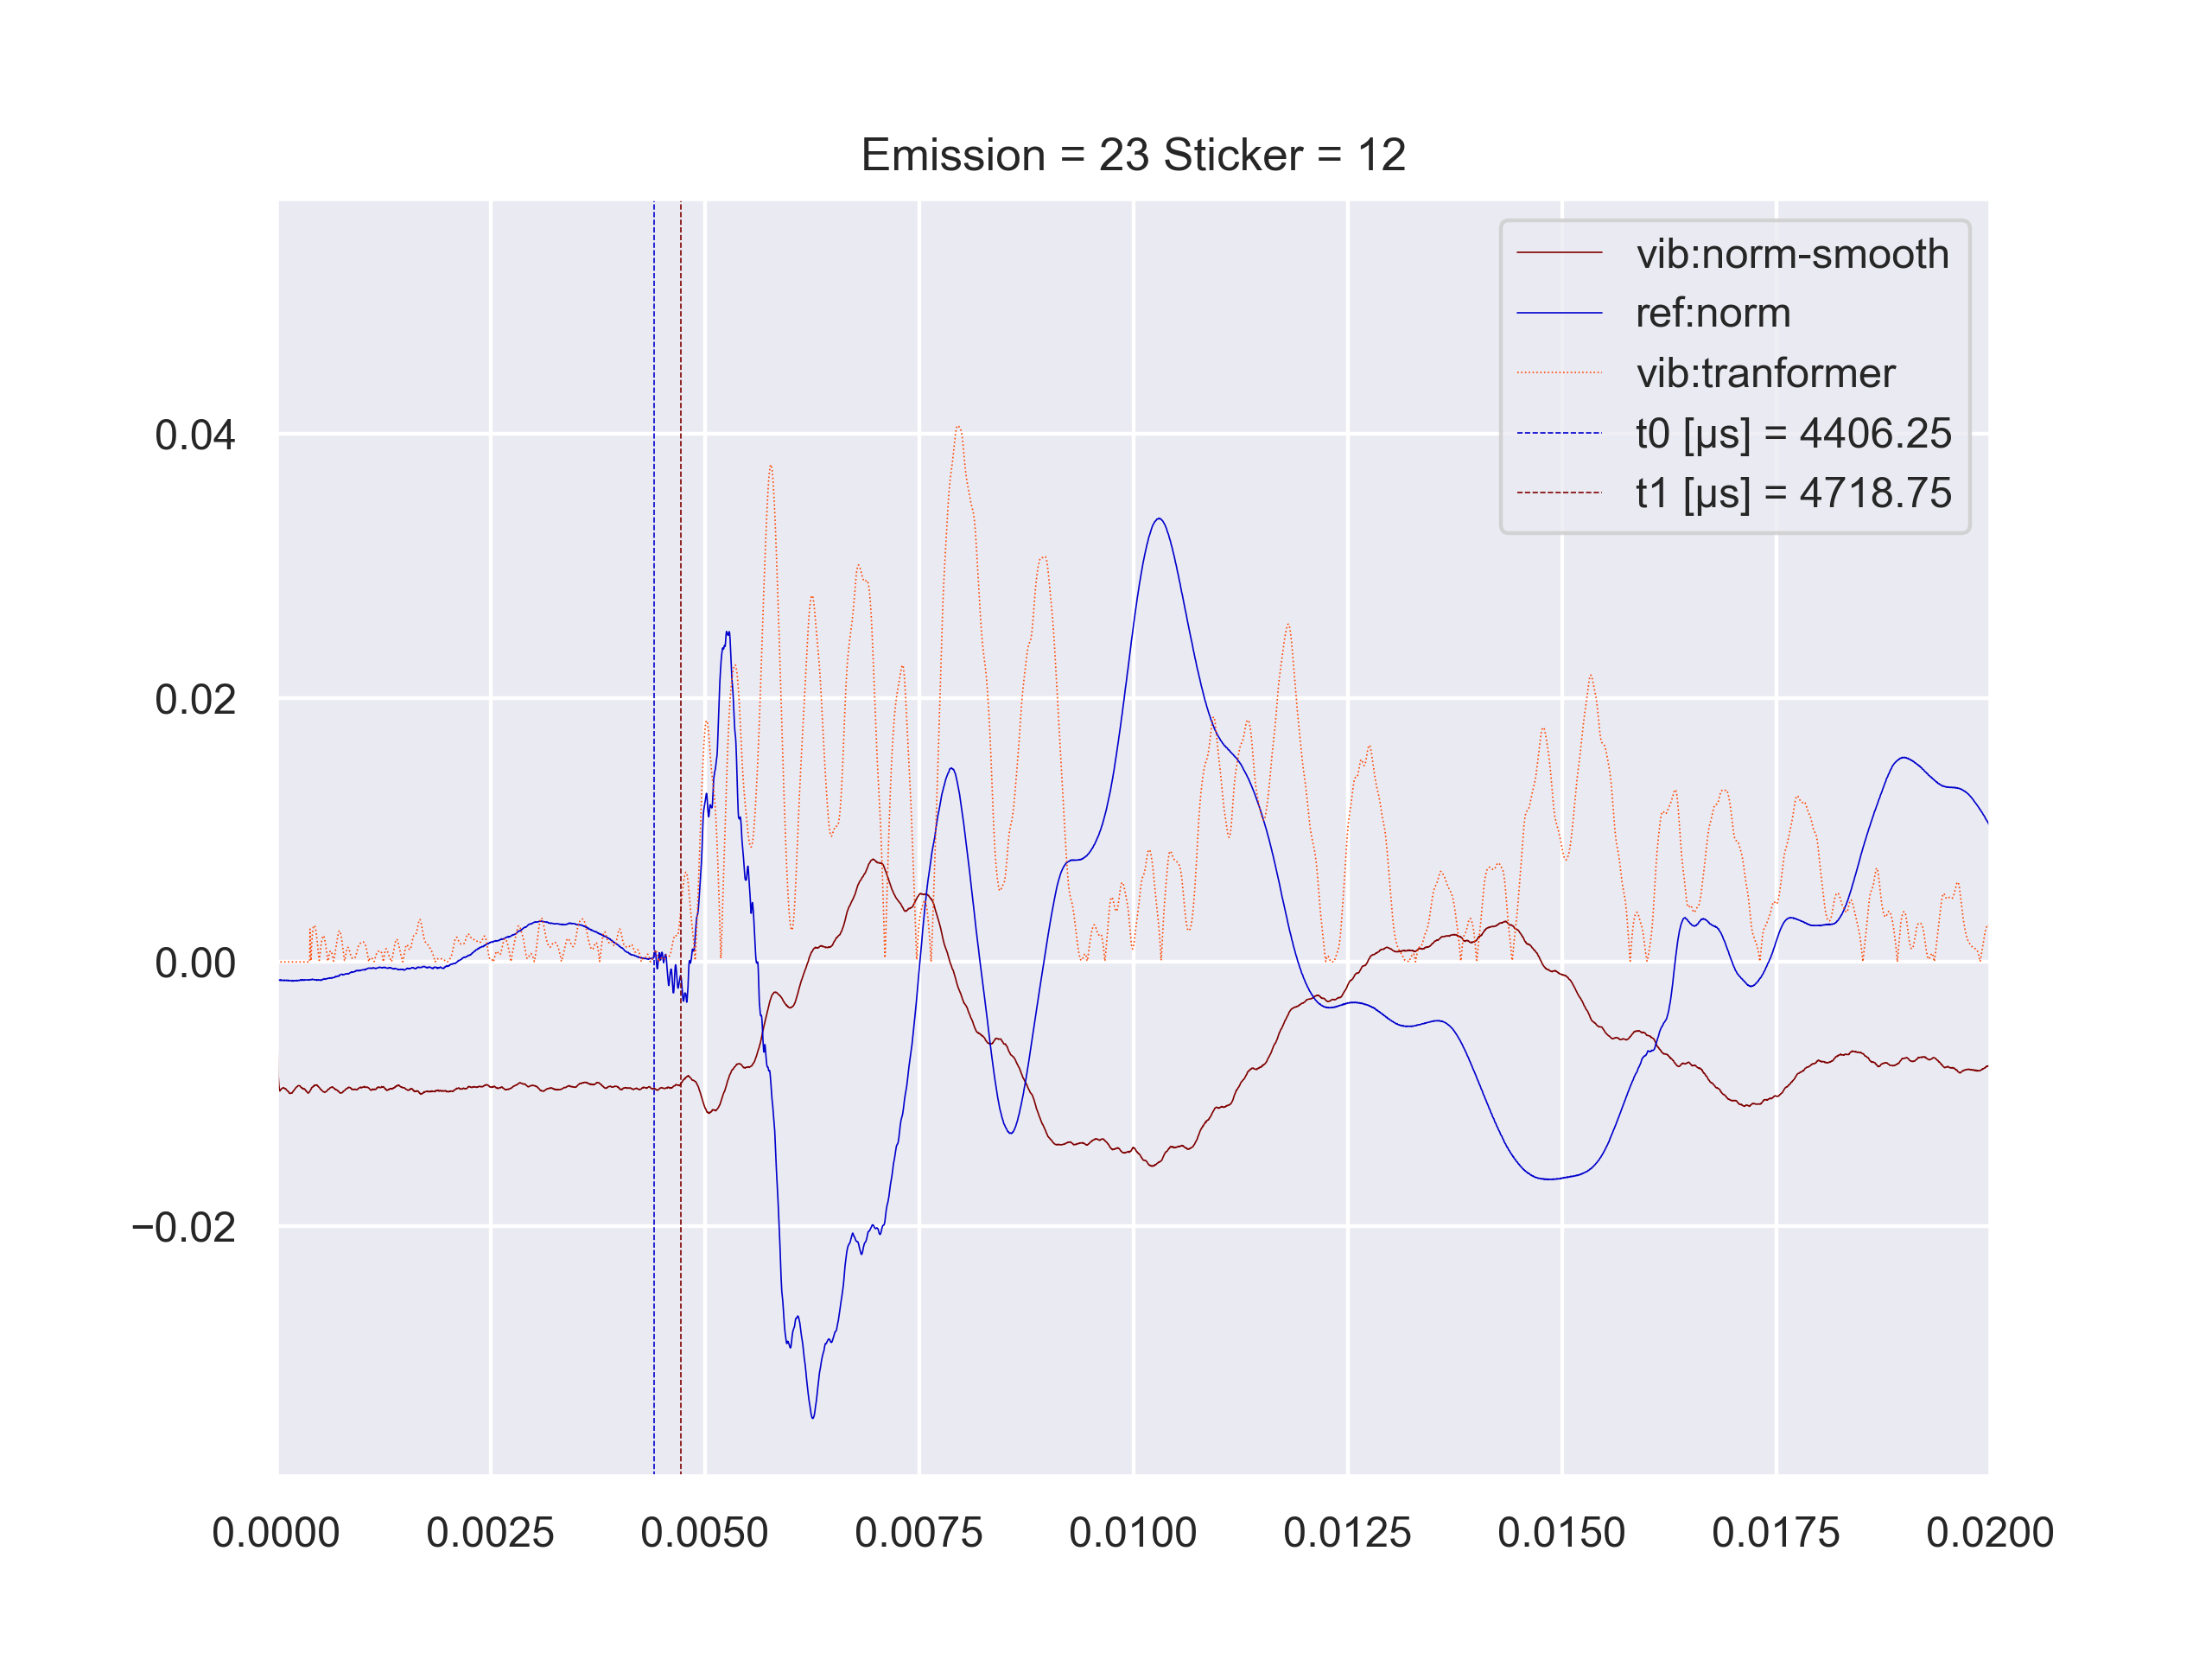 Emission = 23 Sticker = 12
vib:norm-smooth
ref:norm
vib:tranformer
t0 [µs] = 4406.25
t1 [µs] = 4718.75
0.04
0.02
0.00
−0.02
0.0000 0.0025 0.0050 0.0075 0.0100 0.0125 0.0150 0.0175 0.0200